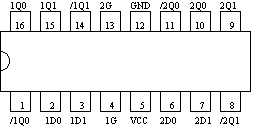 1Q0 1Q1 /1Q1 2G GND /2Q0 2Q0 2Q1
16 15 14 13 12 11 10 9
1 2 3 4 5 6 7 8
/1Q0 1D0 1D1 1G VCC 2D0 2D1 /2Q1